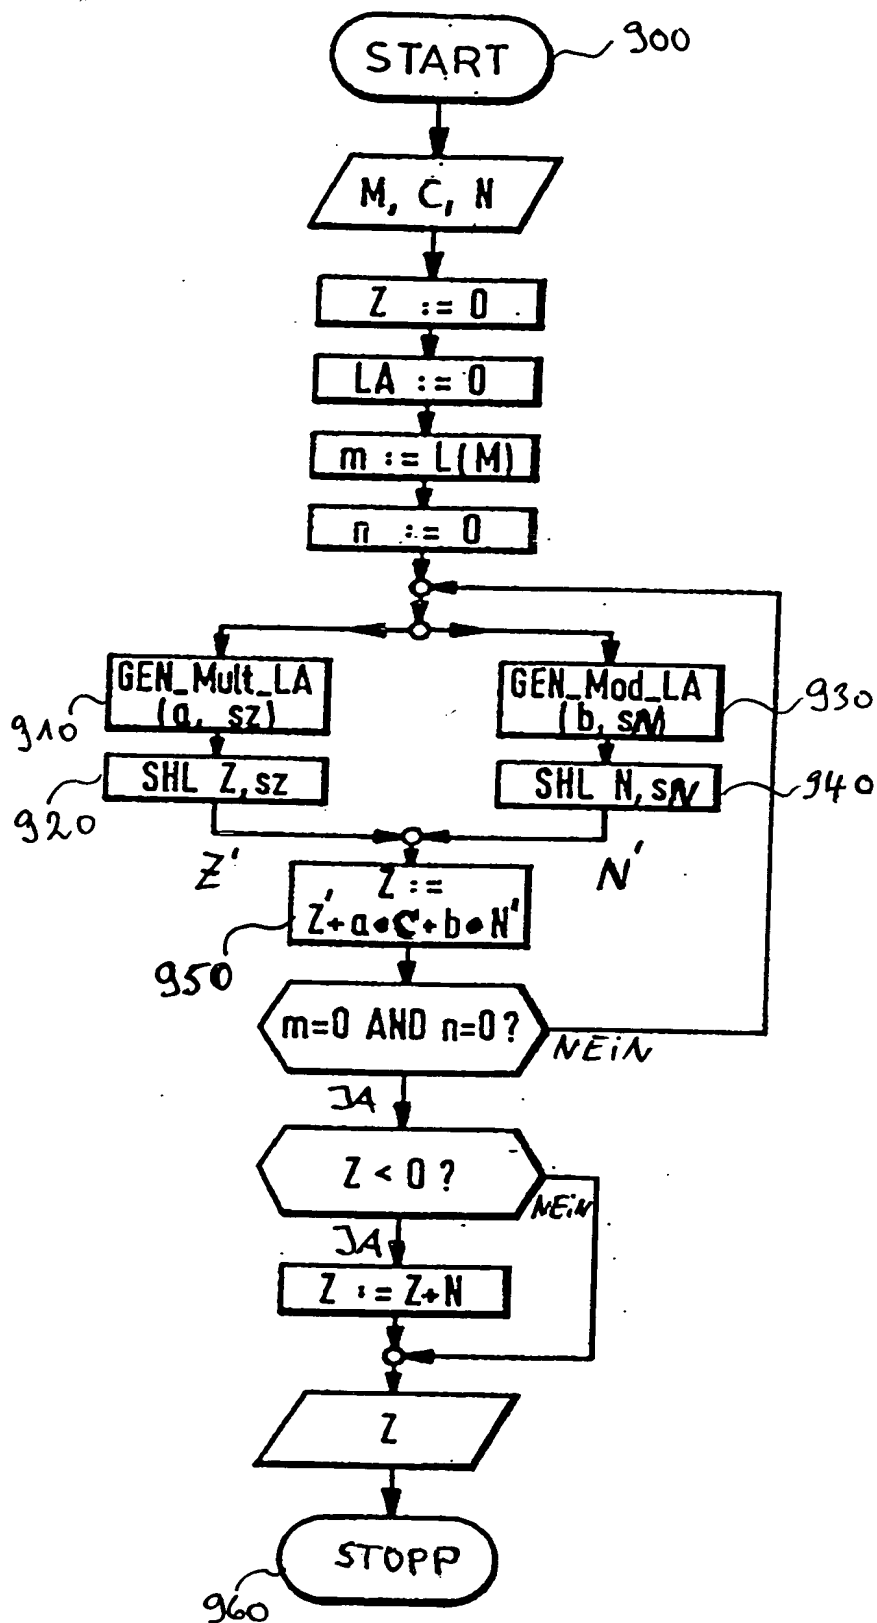 START
900
M, C, N
Z := 0
LA := 0
m := L(M)
n := 0
GEN_Mult_LA
(a, sz)
910
GEN_Mod_LA
(b, sN)
930
SHL Z, sz
920
SHL N, sN
940
Z'
N'
Z :=
Z'+a•C+b•N'
950
m=0 AND n=0?
NEiN
JA
Z < 0 ?
NEiN
JA
Z := Z+N
Z
STOPP
960